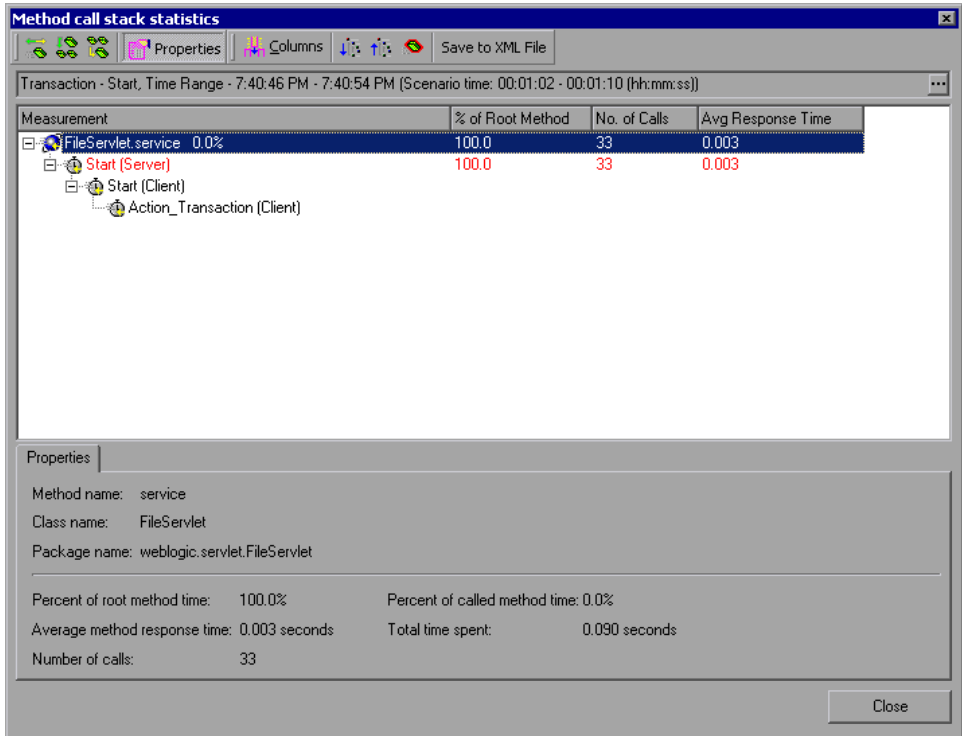 Method call stack statistics
Properties Columns Save to XML File
Transaction - Start, Time Range - 7:40:46 PM - 7:40:54 PM (Scenario time: 00:01:02 - 00:01:10 (hh:mm:ss)) ...
Measurement % of Root Method No. of Calls Avg Response Time
FileServlet.service 0.0% 100.0 33 0.003
Start (Server) 100.0 33 0.003
Start (Client)
Action_Transaction (Client)
Properties
Method name: service
Class name: FileServlet
Package name: weblogic.servlet.FileServlet
Percent of root method time: 100.0% Percent of called method time: 0.0%
Average method response time: 0.003 seconds Total time spent: 0.090 seconds
Number of calls: 33
Close